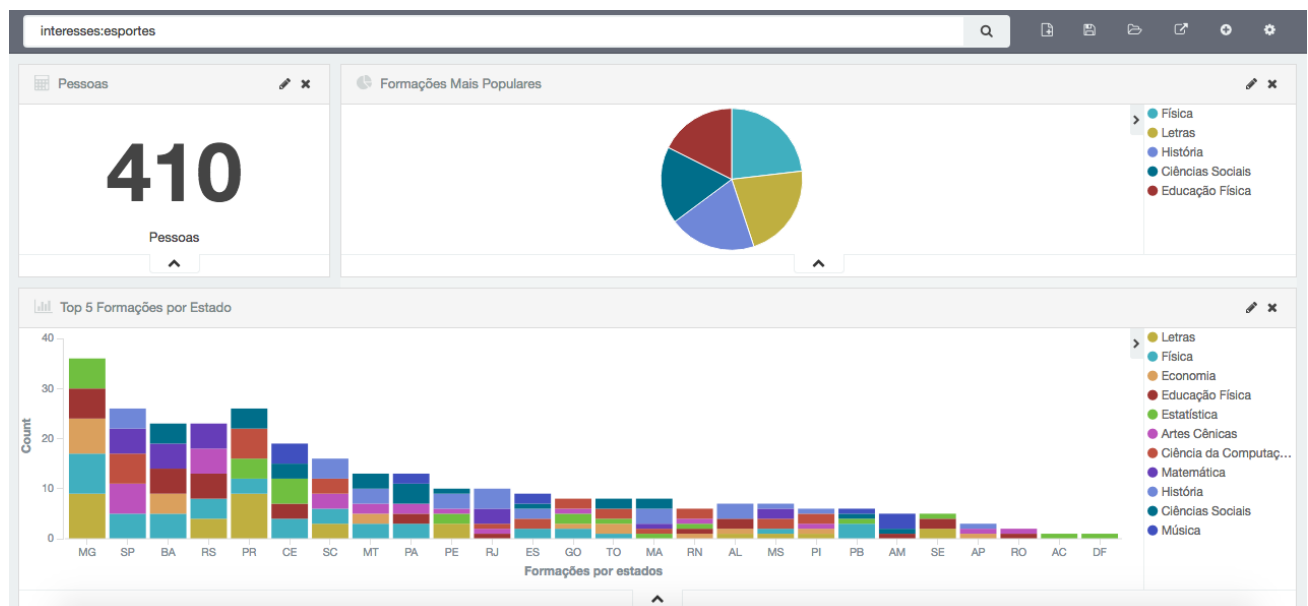 interesses:esportes
Pessoas
410
Pessoas
Formações Mais Populares
Física
Letras
História
Ciências Sociais
Educação Física
Top 5 Formações por Estado
Count
40
30
20
10
0
MG SP BA RS PR CE SC MT PA PE RJ ES GO TO MA RN AL MS PI PB AM SE AP RO AC DF
Formações por estados
Letras
Física
Economia
Educação Física
Estatística
Artes Cênicas
Ciência da Computaç...
Matemática
História
Ciências Sociais
Música